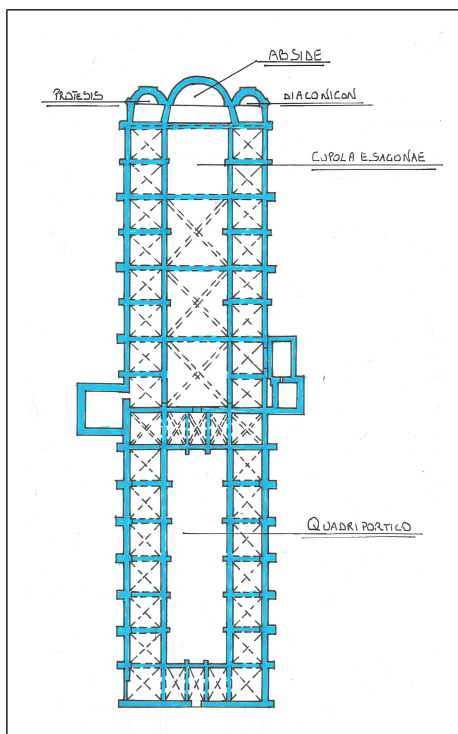 ABSIDE
PROTESIS
DIACONICON
CUPOLA ESAGONAE
QUADRIPORTICO